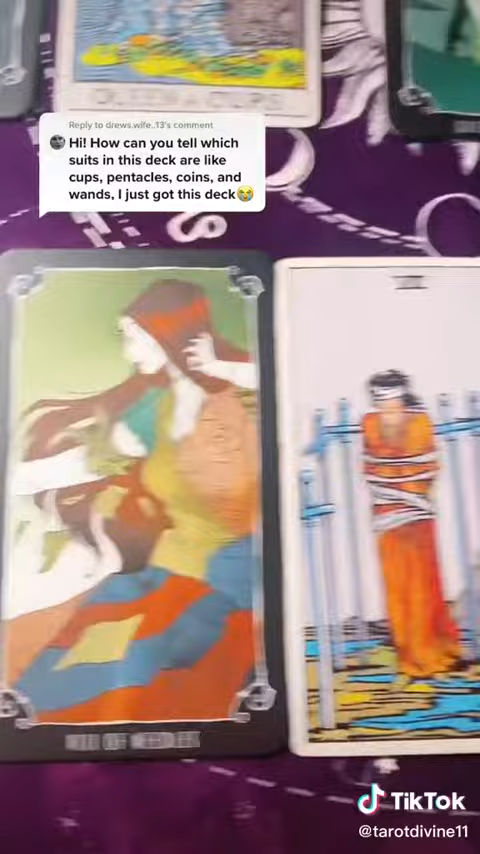 QUEEN of CUPS.
Reply to drews.wife..13's comment
Hi! How can you tell which
suits in this deck are like
cups, pentacles, coins, and
wands, I just got this deck😭
VIII
TikTok
@tarotdivine11